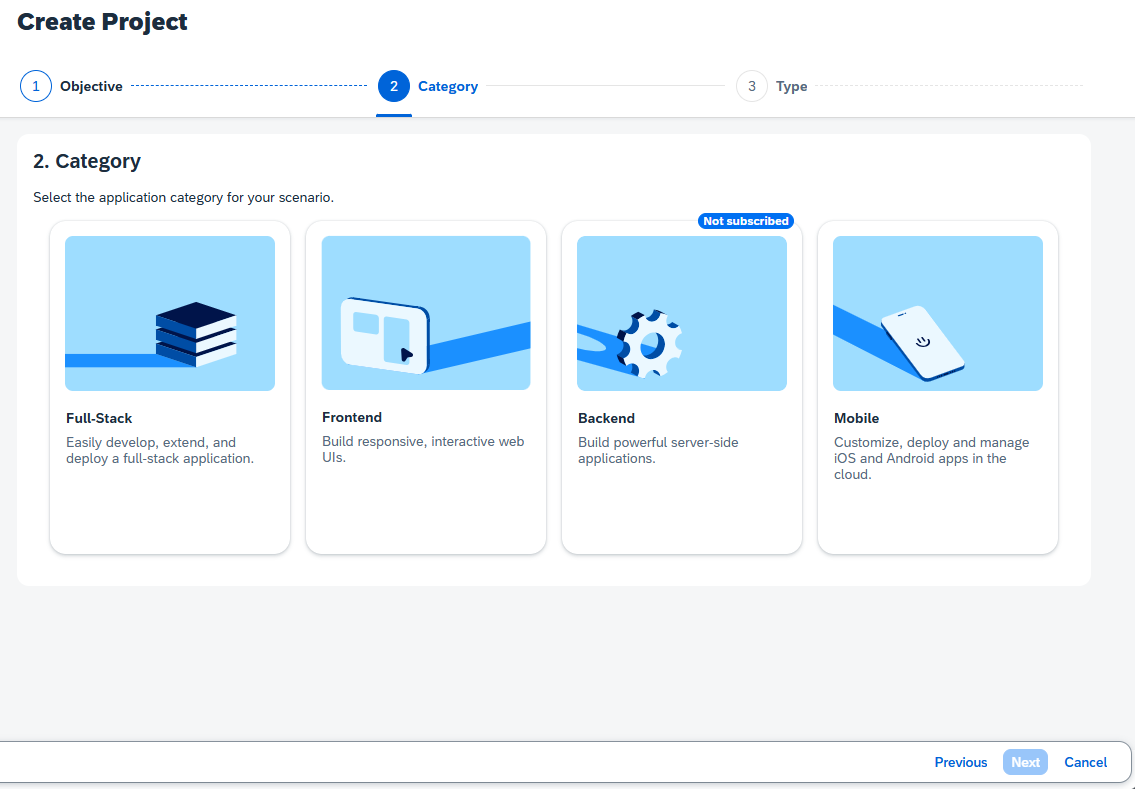 Create Project
1 Objective
2 Category
3 Type
2. Category
Select the application category for your scenario.
Full-Stack
Easily develop, extend, and
deploy a full-stack application.
Frontend
Build responsive, interactive web
UIs.
Not subscribed
Backend
Build powerful server-side
applications.
Mobile
Customize, deploy and manage
iOS and Android apps in the
cloud.
Previous Next Cancel